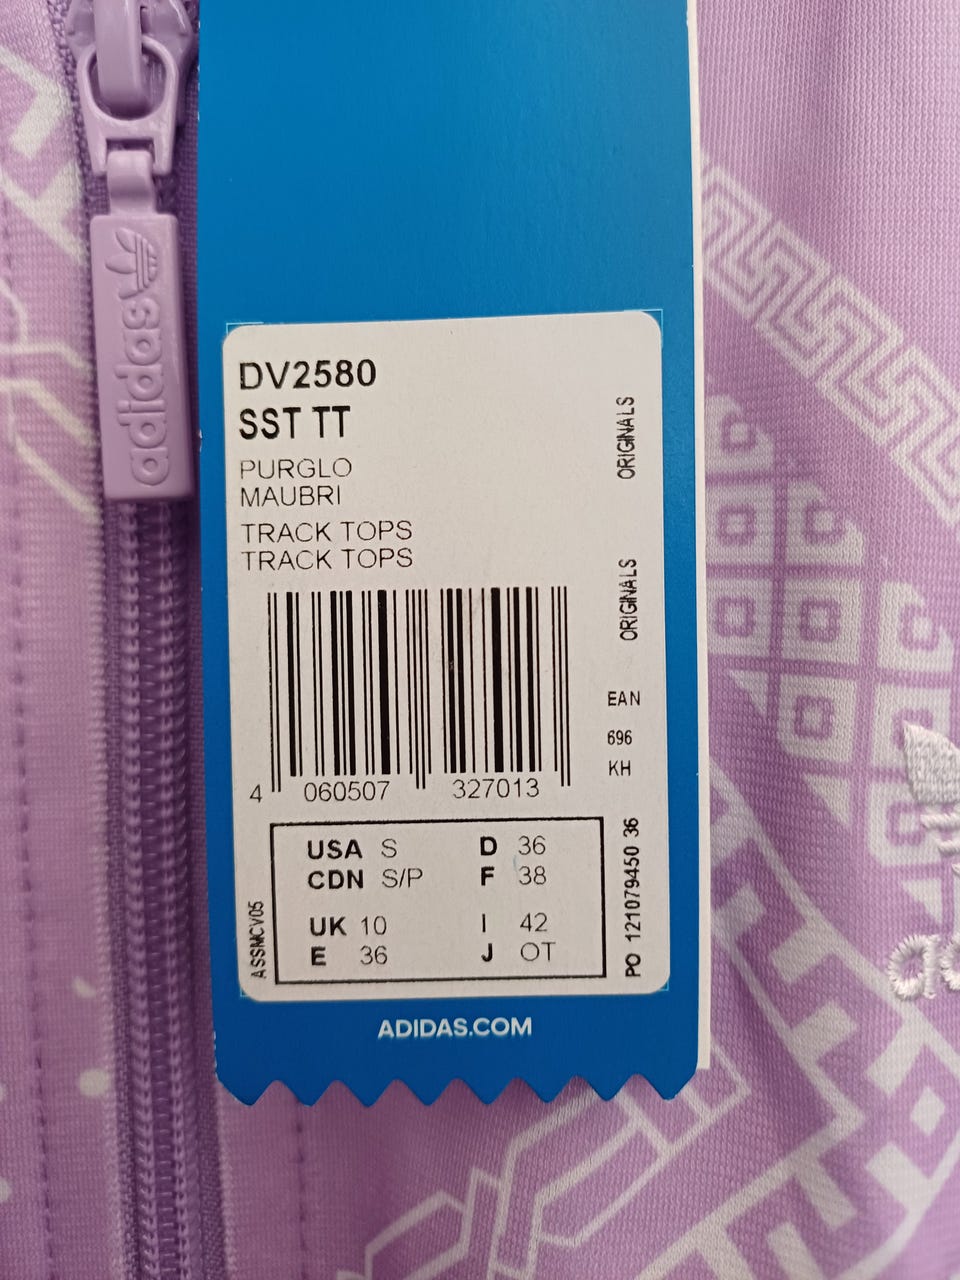 adidas
DV2580
SST TT
PURGLO
MAUBRI
TRACK TOPS
TRACK TOPS
ORIGINALS
ORIGINALS
EAN
696
KH
4 060507 327013
USA S D 36
CDN S/P F 38
UK 10 I 42
E 36 J OT
ASSMCV05
PO 121079450 36
ADIDAS.COM